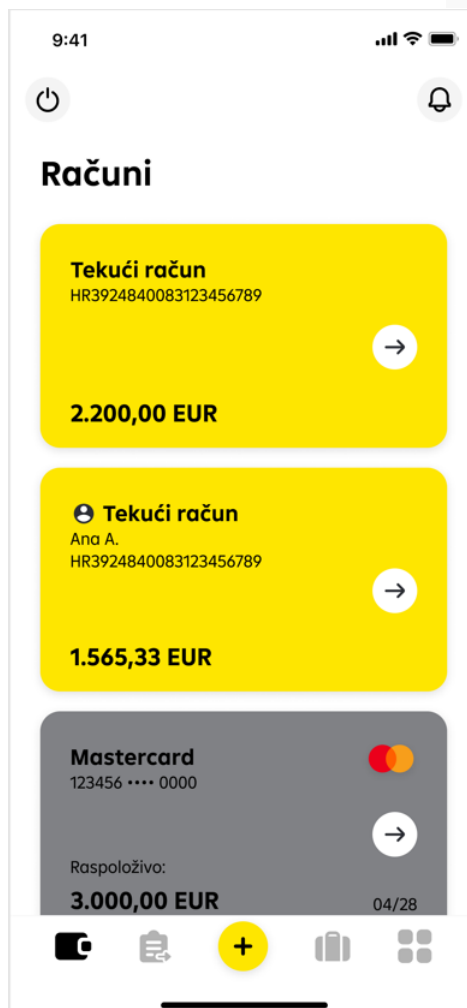 9:41
Računi
Tekući račun
HR3924840083123456789
2.200,00 EUR
Tekući račun
Ana A.
HR3924840083123456789
1.565,33 EUR
Mastercard
123456 •••• 0000
Raspoloživo:
3.000,00 EUR
04/28